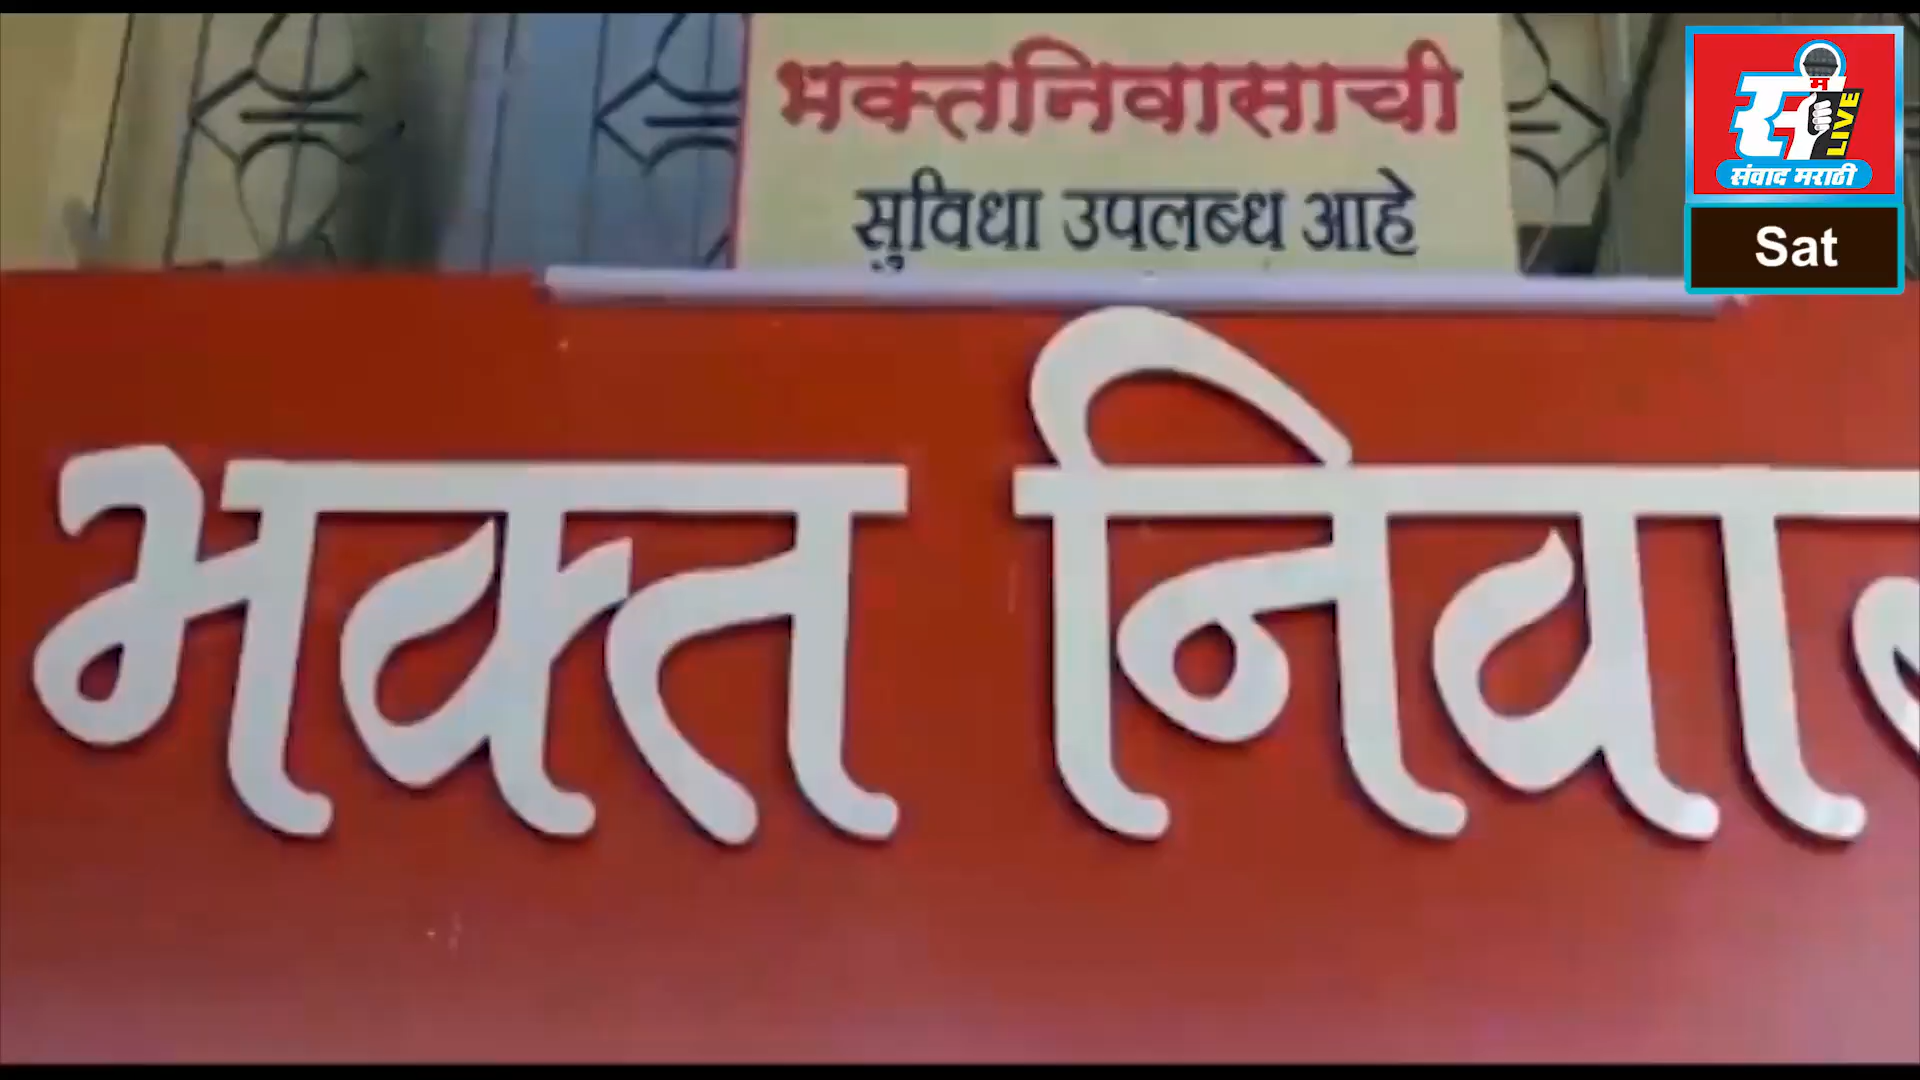 भक्तनिवासाची
सुविधा उपलब्ध आहे
स
म
LIVE
संवाद मराठी
Sat
भक्त निवा